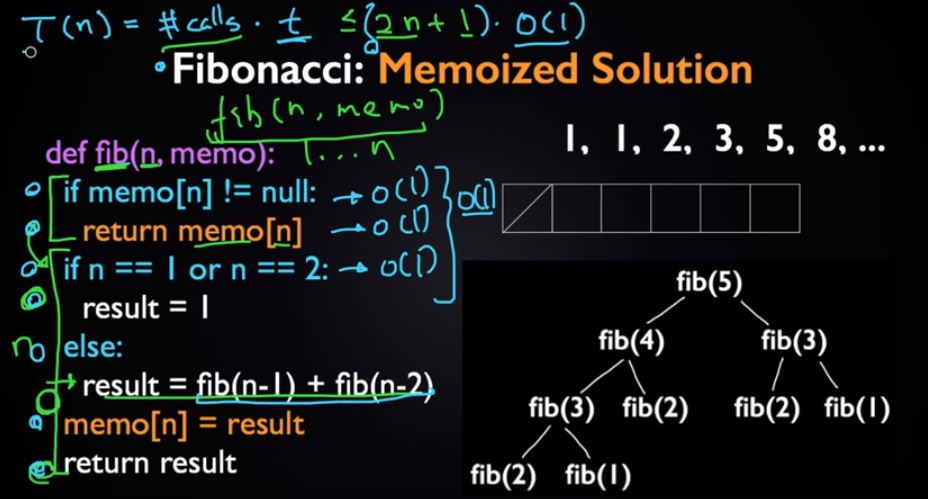 T(n) = # calls · t ≤ (2n + 1) · O(1)
Fibonacci: Memoized Solution
fib(n, memo)
1, 1, 2, 3, 5, 8, ...
def fib(n, memo): 1...n
if memo[n] != null: → O(1)
O(1)
return memo[n] → O(1)
if n == 1 or n == 2: → O(1)
result = 1
n else:
result = fib(n-1) + fib(n-2)
memo[n] = result
return result
fib(5)
fib(4) fib(3)
fib(3) fib(2) fib(2) fib(1)
fib(2) fib(1)